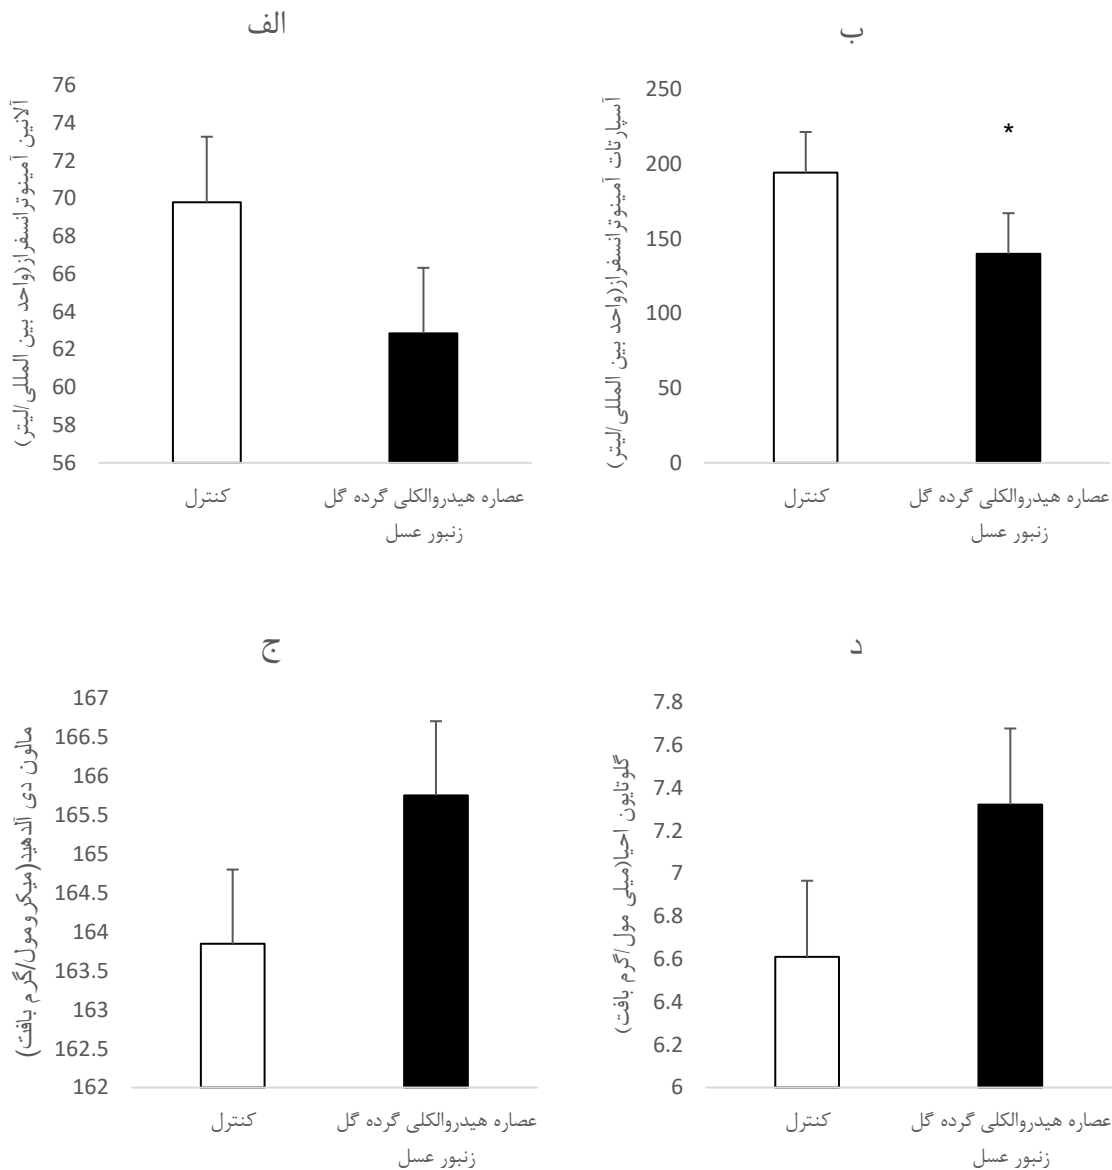 الف
آلانین آمینوترانسفراز(واحد بین المللی/لیتر)
76
74
72
70
68
66
64
62
60
58
56
کنترل
عصاره هیدروالکلی گرده گل
زنبور عسل
ب
آسپارتات آمینوترانسفراز(واحد بین المللی/لیتر)
250
200
150
100
50
0
*
کنترل
عصاره هیدروالکلی گرده گل
زنبور عسل
ج
مالون دی آلدهید(میکرومول/گرم بافت)
167
166.5
166
165.5
165
164.5
164
163.5
163
162.5
162
کنترل
عصاره هیدروالکلی گرده گل
زنبور عسل
د
گلوتایون احیا(میلی مول/گرم بافت)
7.8
7.6
7.4
7.2
7
6.8
6.6
6.4
6.2
6
کنترل
عصاره هیدروالکلی گرده گل
زنبور عسل